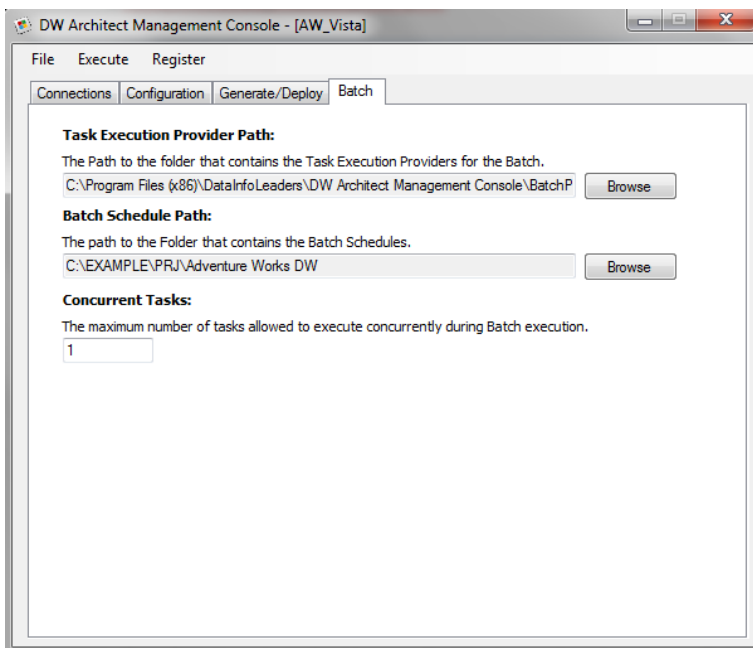 DW Architect Management Console - [AW_Vista]
File Execute Register
Connections Configuration Generate/Deploy Batch
Task Execution Provider Path:
The Path to the folder that contains the Task Execution Providers for the Batch.
C:\Program Files (x86)\DataInfoLeaders\DW Architect Management Console\BatchP Browse
Batch Schedule Path:
The path to the Folder that contains the Batch Schedules.
C:\EXAMPLE\PRJ\Adventure Works DW Browse
Concurrent Tasks:
The maximum number of tasks allowed to execute concurrently during Batch execution.
1